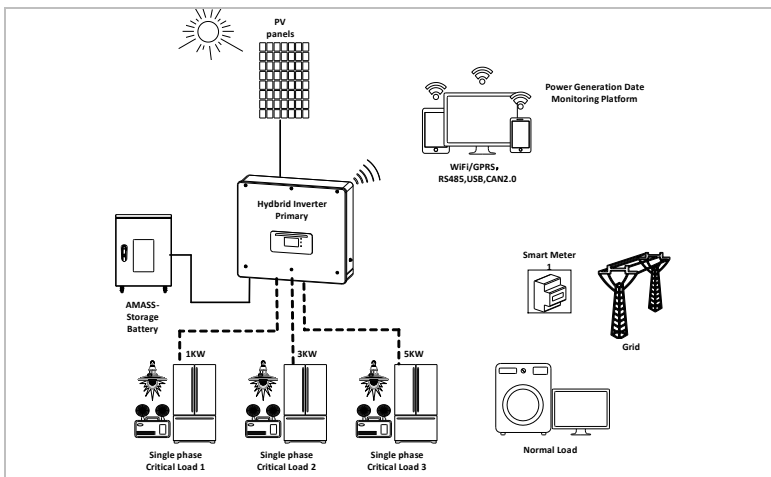 PV
panels
Power Generation Date
Monitoring Platform
WiFi/GPRS,
RS485,USB,CAN2.0
Hydbrid Inverter
Primary
Smart Meter
1
AMASS-
Storage
Battery
Grid
1KW
3KW
5KW
Single phase
Critical Load 1
Single phase
Critical Load 2
Single phase
Critical Load 3
Normal Load